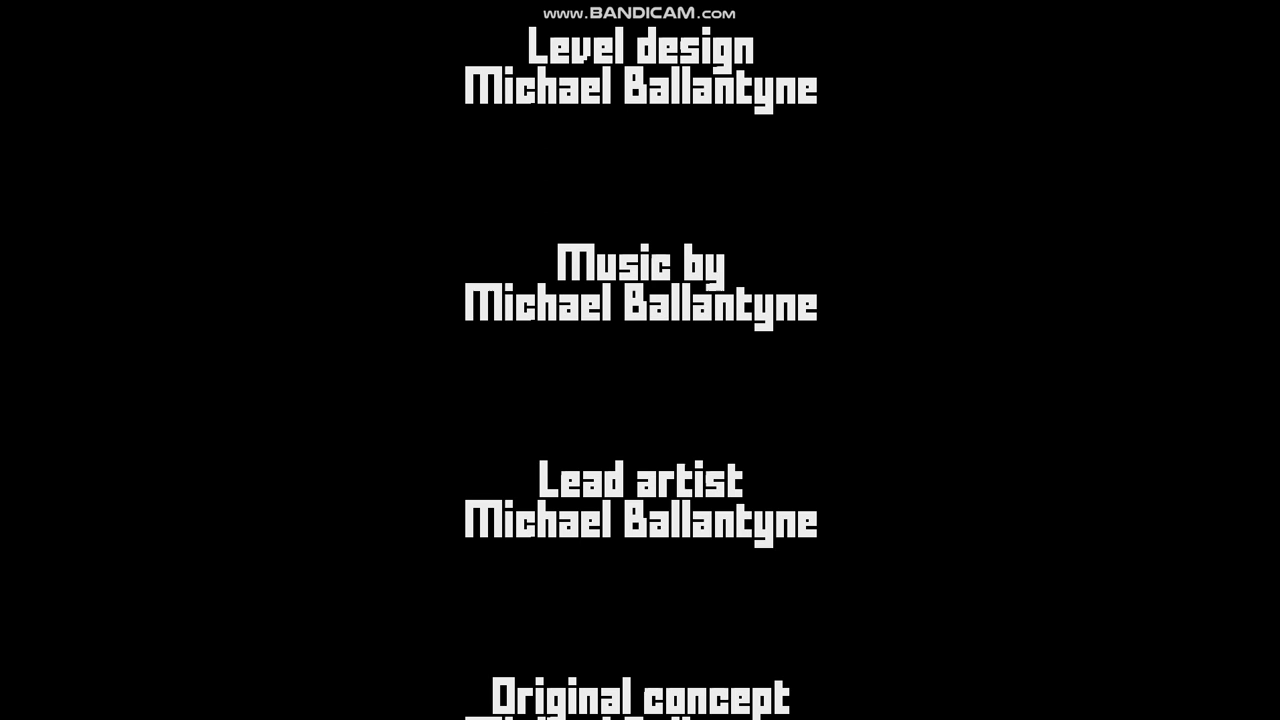 www.BANDICAM.com
Level design
Michael Ballantyne
Music by
Michael Ballantyne
Lead artist
Michael Ballantyne
Original concept